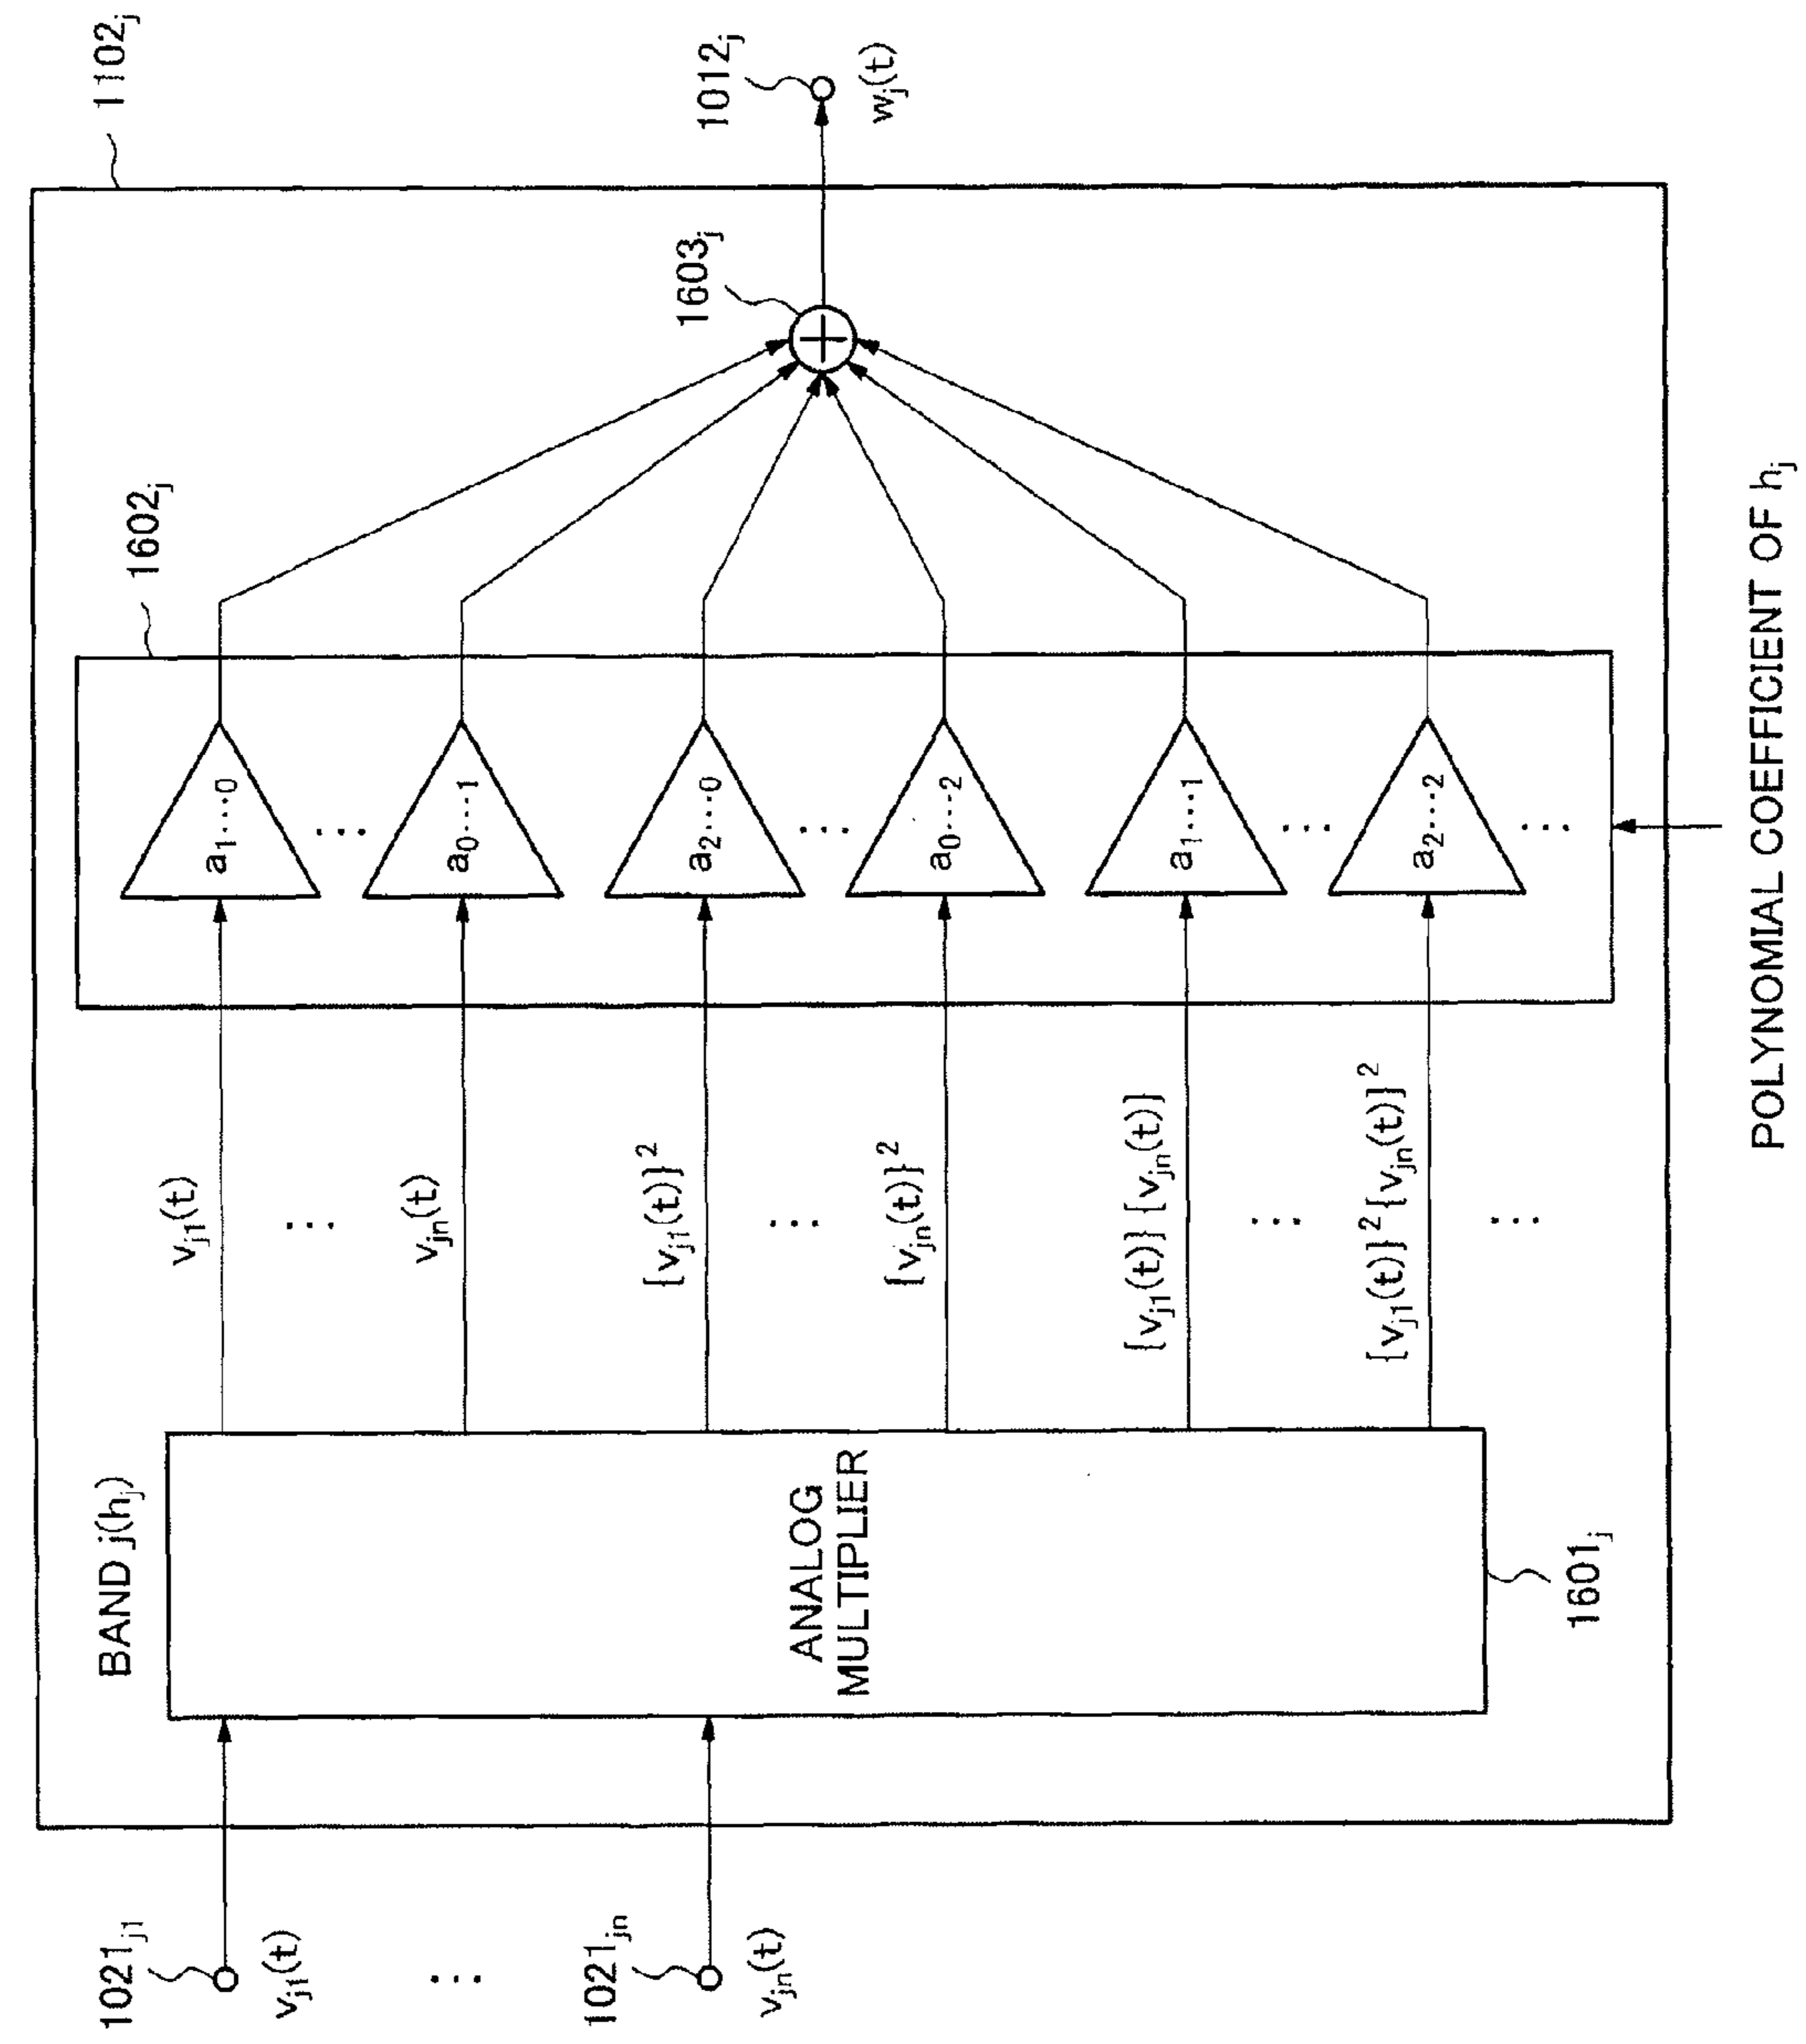 1102j
BAND j(hj)
1021j1
vj1(t)
...
1021jn
vjn(t)
ANALOG
MULTIPLIER
1601j
vj1(t)
...
vjn(t)
{vj1(t)}²
...
{vjn(t)}²
{vj1(t)} {vjn(t)}
...
{vj1(t)}² {vjn(t)}²
...
1602j
a1...0
...
a0...1
a2...0
...
a0...2
a1...1
...
a2...2
...
1603j
+
1012j
wj(t)
POLYNOMIAL COEFFICIENT OF hj